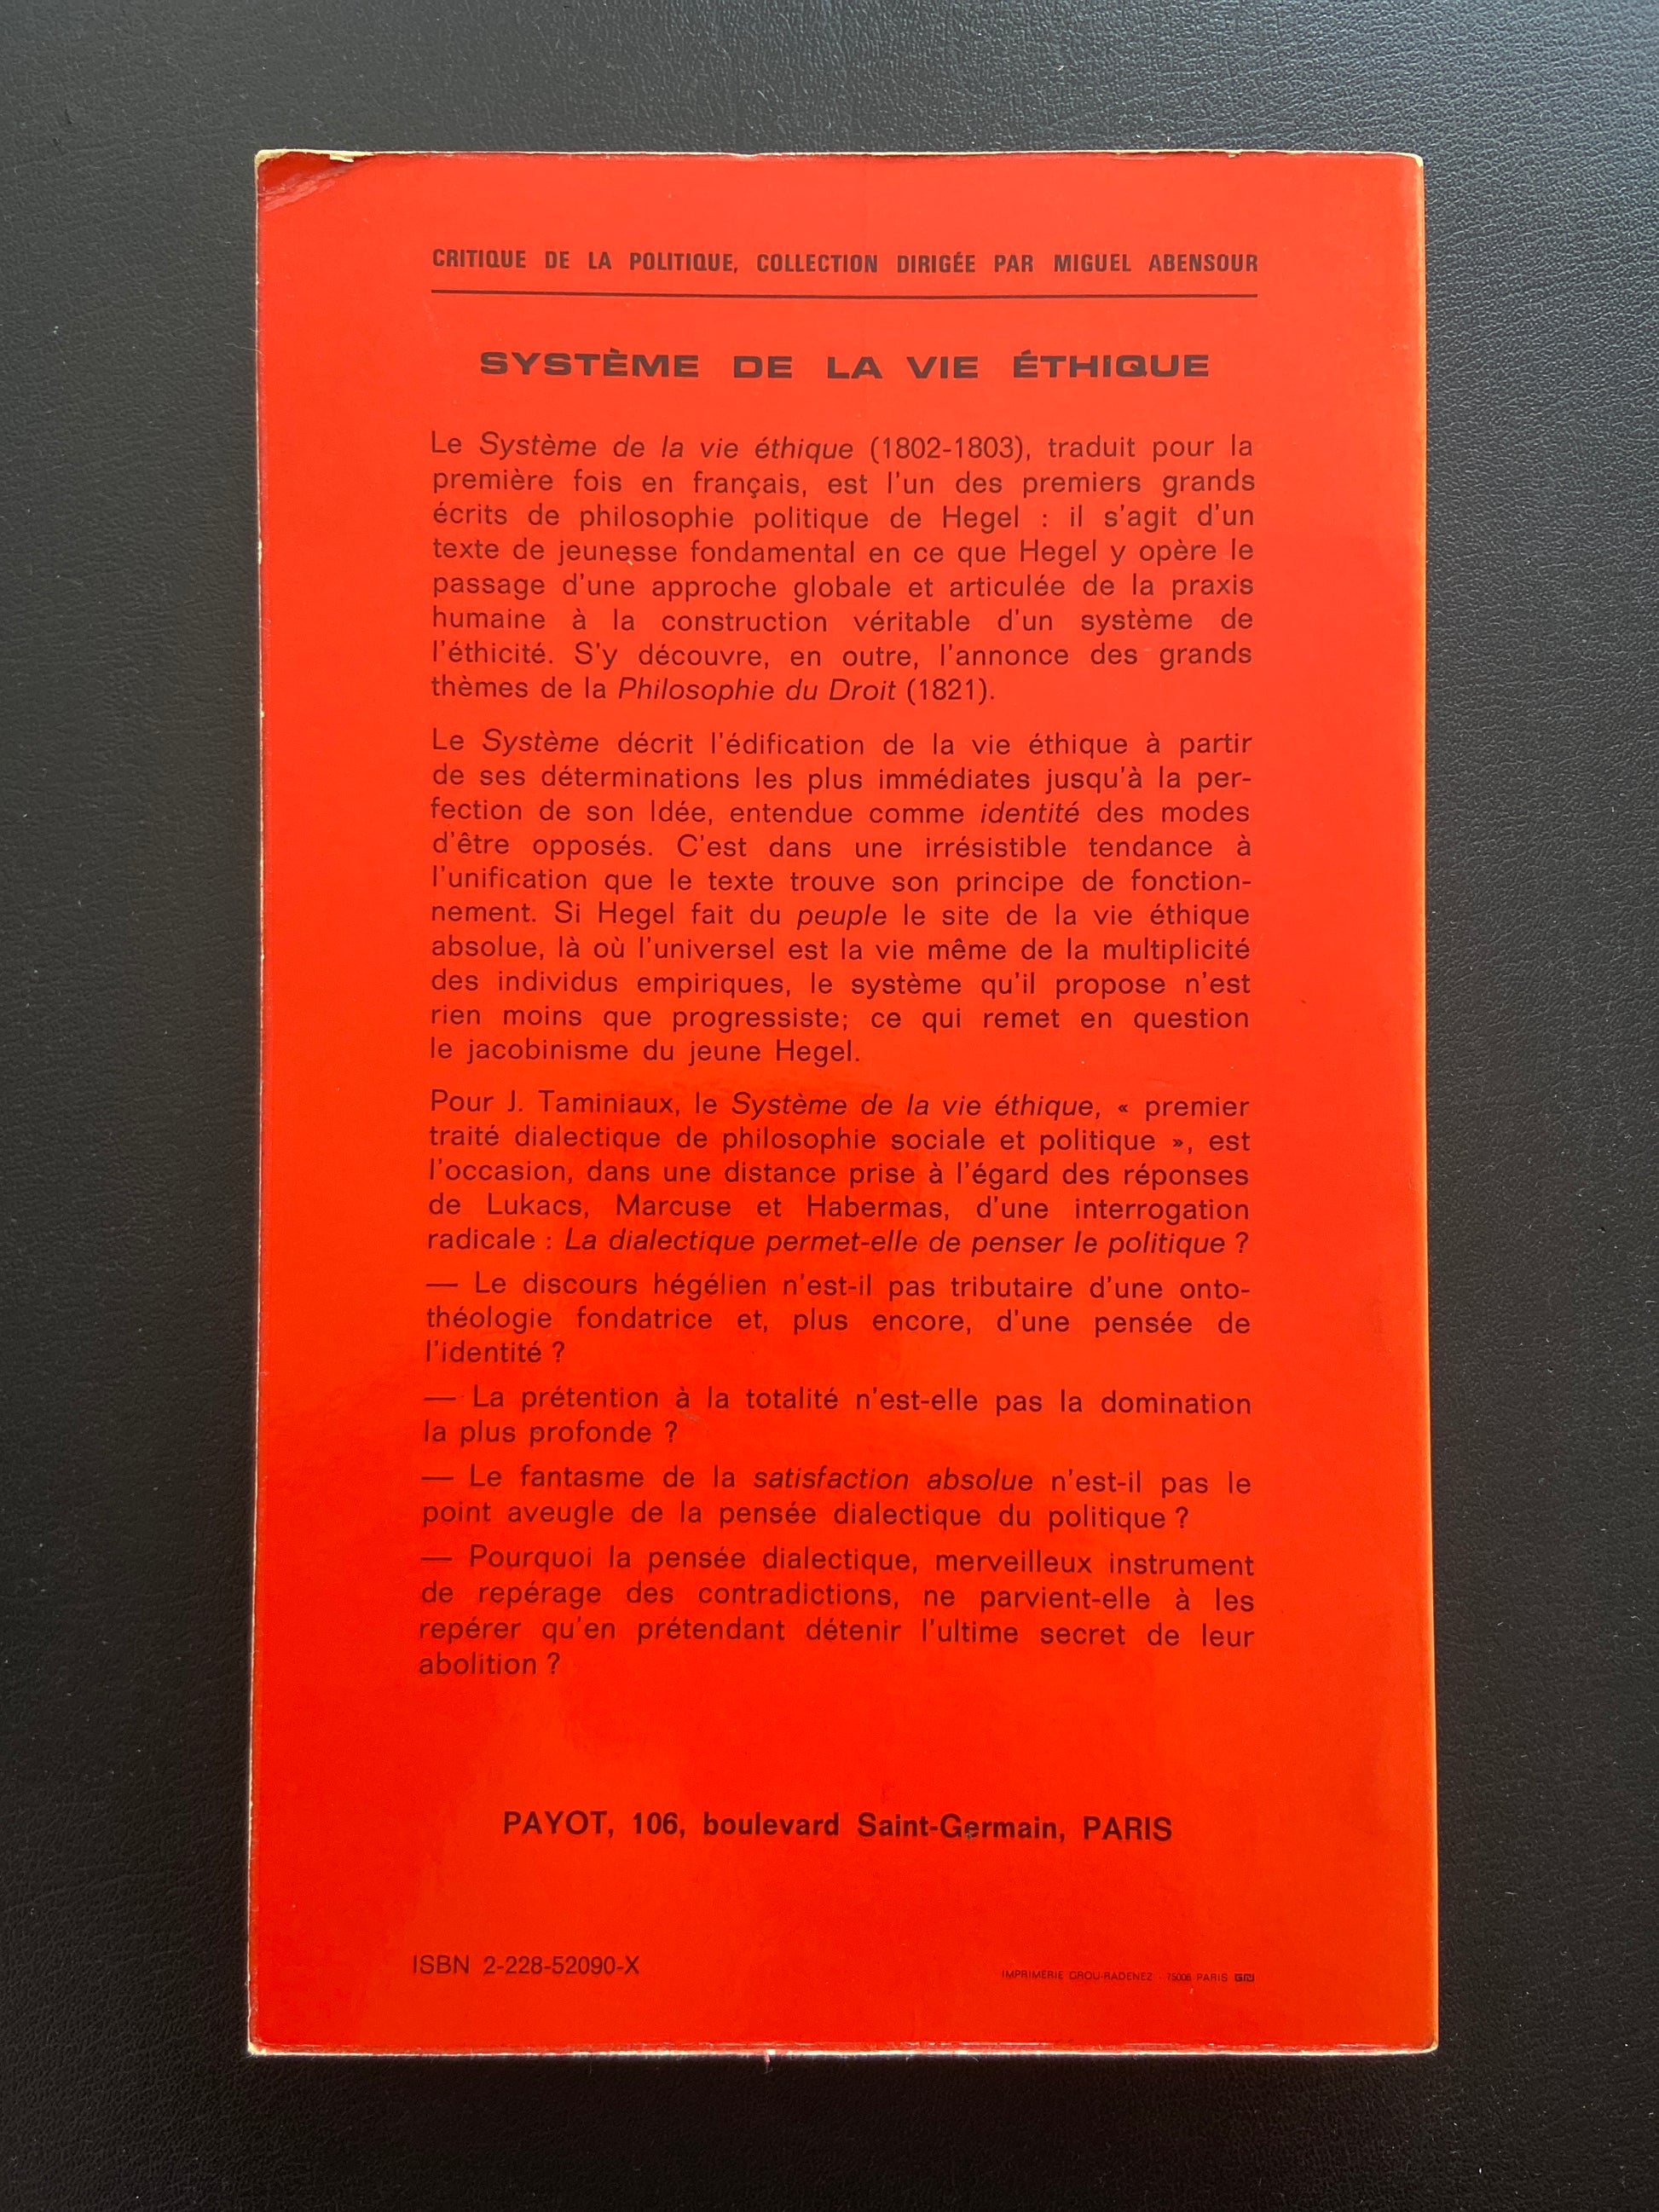 CRITIQUE DE LA POLITIQUE, COLLECTION DIRIGÉE PAR MIGUEL ABENSOUR
SYSTÈME DE LA VIE ÉTHIQUE
Le Système de la vie éthique (1802-1803), traduit pour la
première fois en français, est l'un des premiers grands
écrits de philosophie politique de Hegel : il s'agit d'un
texte de jeunesse fondamental en ce que Hegel y opère le
passage d'une approche globale et articulée de la praxis
humaine à la construction véritable d'un système de
l'éthicité. S'y découvre, en outre, l'annonce des grands
thèmes de la Philosophie du Droit (1821).
Le Système décrit l'édification de la vie éthique à partir
de ses déterminations les plus immédiates jusqu'à la per-
fection de son Idée, entendue comme identité des modes
d'être opposés. C'est dans une irrésistible tendance à
l'unification que le texte trouve son principe de fonction-
nement. Si Hegel fait du peuple le site de la vie éthique
absolue, là où l'universel est la vie même de la multiplicité
des individus empiriques, le système qu'il propose n'est
rien moins que progressiste; ce qui remet en question
le jacobinisme du jeune Hegel.
Pour J. Taminiaux, le Système de la vie éthique, « premier
traité dialectique de philosophie sociale et politique », est
l'occasion, dans une distance prise à l'égard des réponses
de Lukacs, Marcuse et Habermas, d'une interrogation
radicale : La dialectique permet-elle de penser le politique ?
— Le discours hégélien n'est-il pas tributaire d'une onto-
théologie fondatrice et, plus encore, d'une pensée de
l'identité ?
— La prétention à la totalité n'est-elle pas la domination
la plus profonde ?
— Le fantasme de la satisfaction absolue n'est-il pas le
point aveugle de la pensée dialectique du politique ?
— Pourquoi la pensée dialectique, merveilleux instrument
de repérage des contradictions, ne parvient-elle à les
repérer qu'en prétendant détenir l'ultime secret de leur
abolition ?
PAYOT, 106, boulevard Saint-Germain, PARIS
ISBN 2-228-52090-X
IMPRIMERIE GROU-RADENEZ - 75006 PARIS